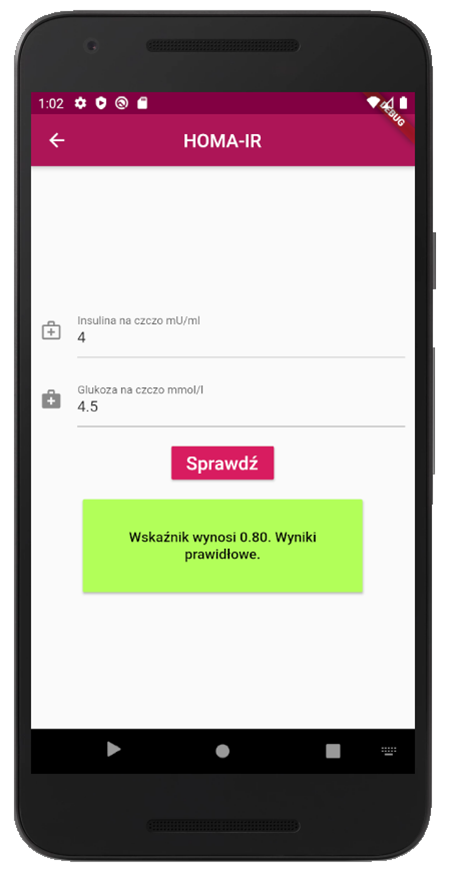 1:02
DEBUG
HOMA-IR
Insulina na czczo mU/ml
4
Glukoza na czczo mmol/l
4.5
Sprawdź
Wskaźnik wynosi 0.80. Wyniki
prawidłowe.